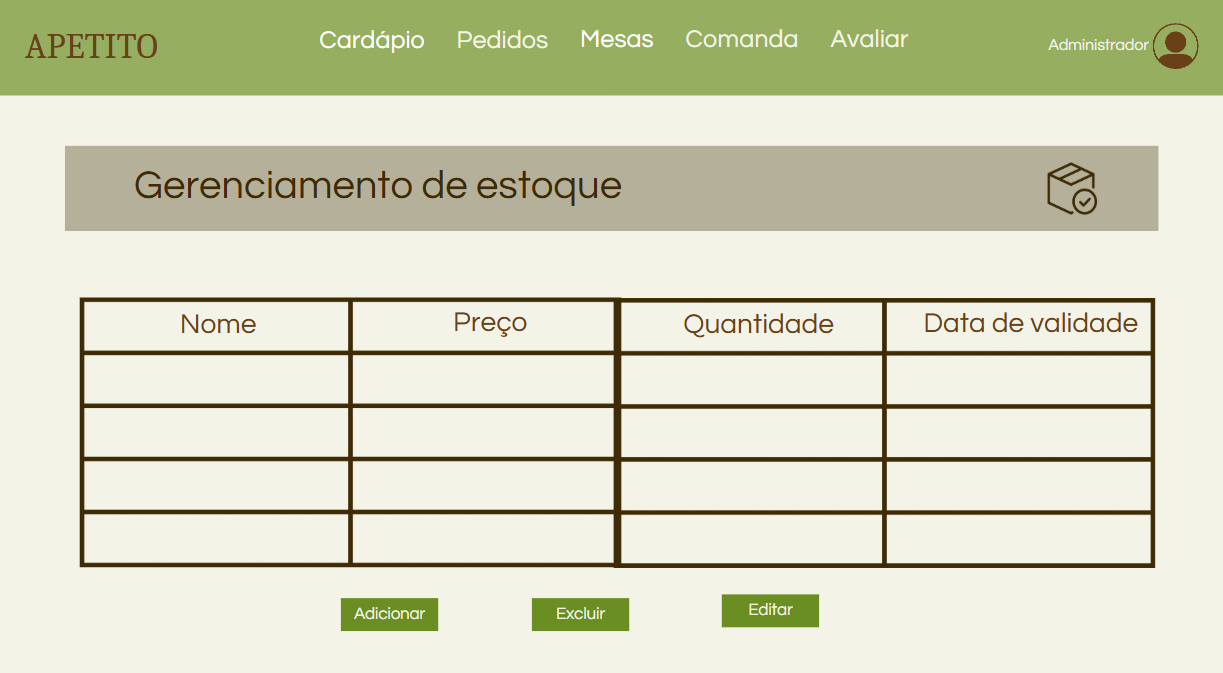 APETITO
Cardápio Pedidos Mesas Comanda Avaliar
Administrador
Gerenciamento de estoque
Nome Preço Quantidade Data de validade
Adicionar Excluir Editar